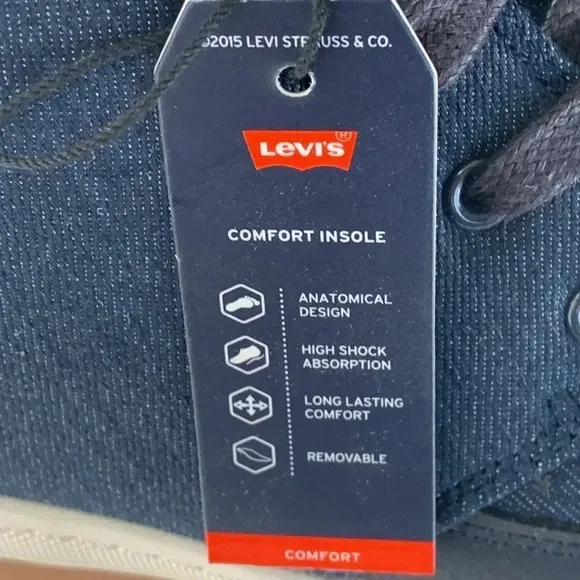 ©2015 LEVI STRAUSS & CO.
LEVI'S®
COMFORT INSOLE
ANATOMICAL
DESIGN
HIGH SHOCK
ABSORPTION
LONG LASTING
COMFORT
REMOVABLE
COMFORT